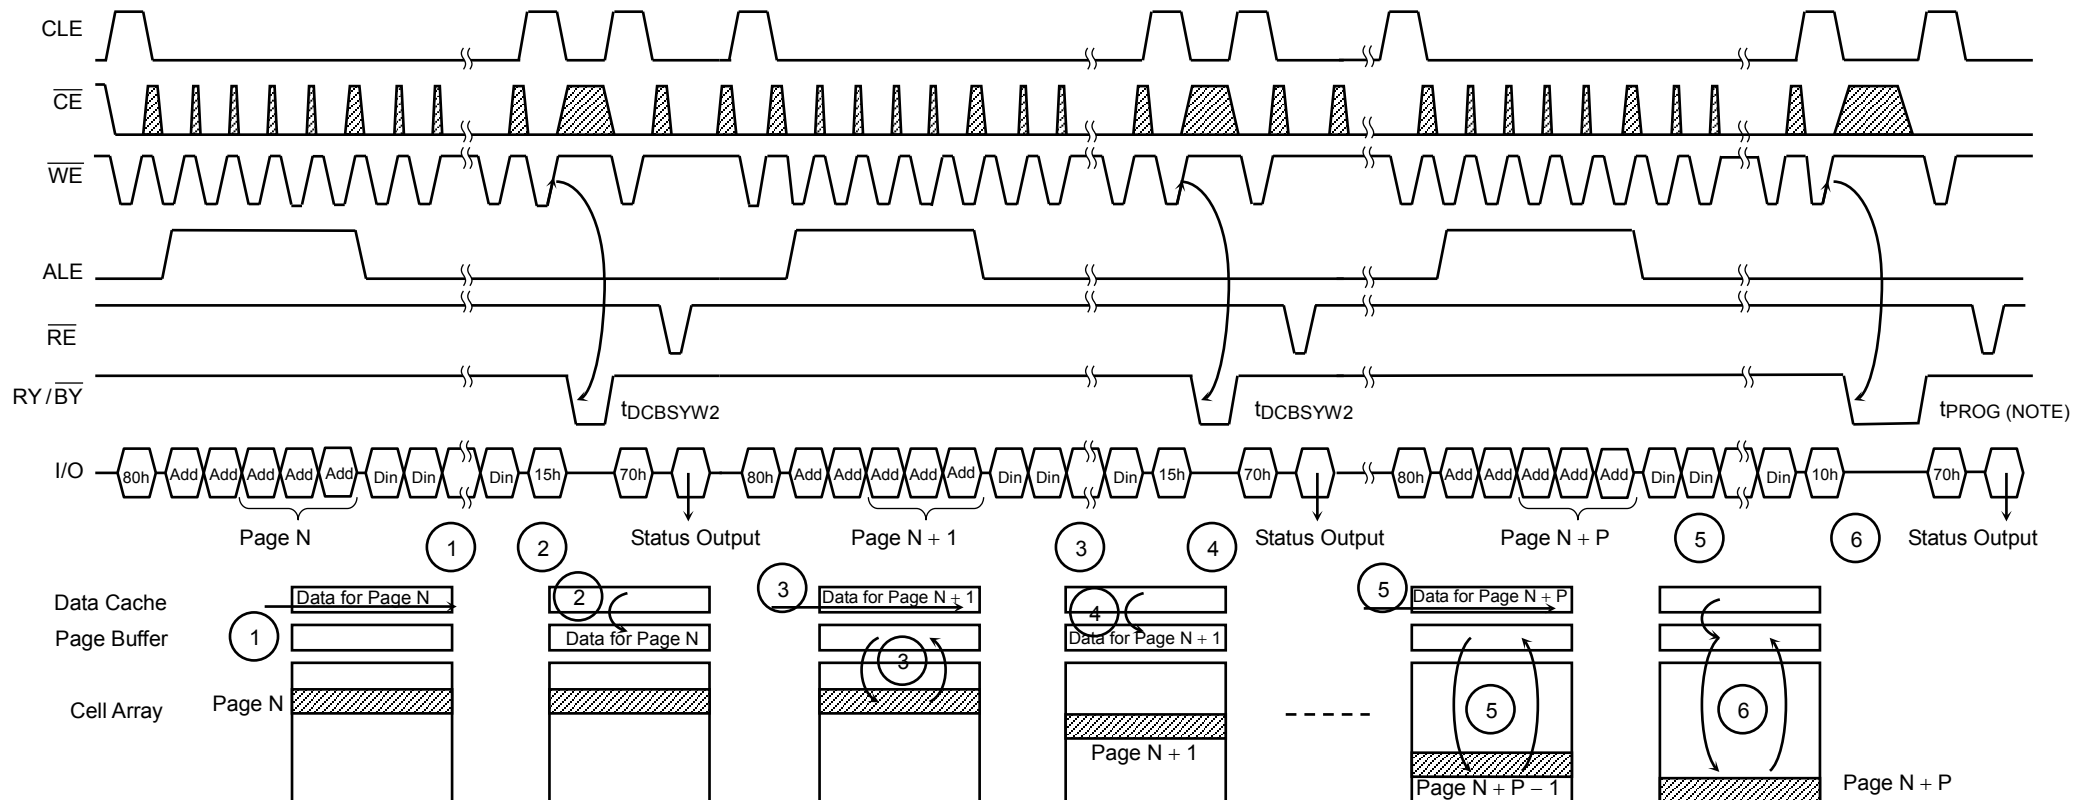 CLE
CE
WE
ALE
RE
RY/BY
tDCBSYW2 tDCBSYW2 tPROG (NOTE)
I/O 80h Add Add Add Add Add Din Din Din 15h 70h 80h Add Add Add Add Add Din Din Din 15h 70h 80h Add Add Add Add Add Din Din Din 10h 70h
Page N 1 2 Status Output Page N + 1 3 4 Status Output Page N + P 5 6 Status Output
Data Cache Data for Page N 2 3 Data for Page N + 1 4 5 Data for Page N + P
Page Buffer 1 Data for Page N 3 Data for Page N + 1
Cell Array Page N 5 6
Page N + 1
Page N + P − 1 Page N + P